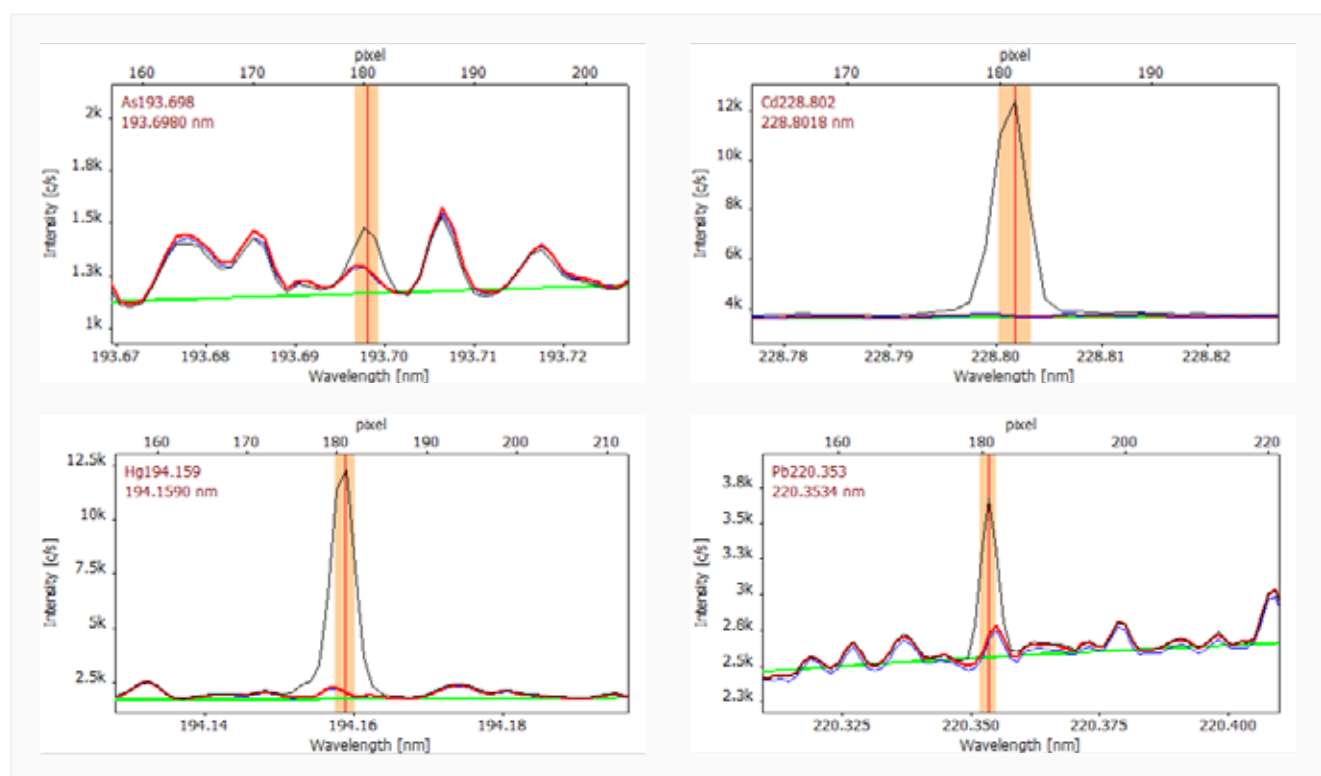 pixel
160 170 180 190 200
As193.698
193.6980 nm
2k
1.8k
1.5k
1.3k
1k
Intensity [c/s]
193.67 193.68 193.69 193.70 193.71 193.72
Wavelength [nm]
pixel
170 180 190
Cd228.802
228.8018 nm
12k
10k
8k
6k
4k
Intensity [c/s]
228.78 228.79 228.80 228.81 228.82
Wavelength [nm]
pixel
160 170 180 190 200 210
Hg194.159
194.1590 nm
12.5k
10k
7.5k
5k
2.5k
Intensity [c/s]
194.14 194.16 194.18
Wavelength [nm]
pixel
160 180 200 220
Pb220.353
220.3534 nm
3.8k
3.5k
3.3k
3k
2.8k
2.5k
2.3k
Intensity [c/s]
220.325 220.350 220.375 220.400
Wavelength [nm]